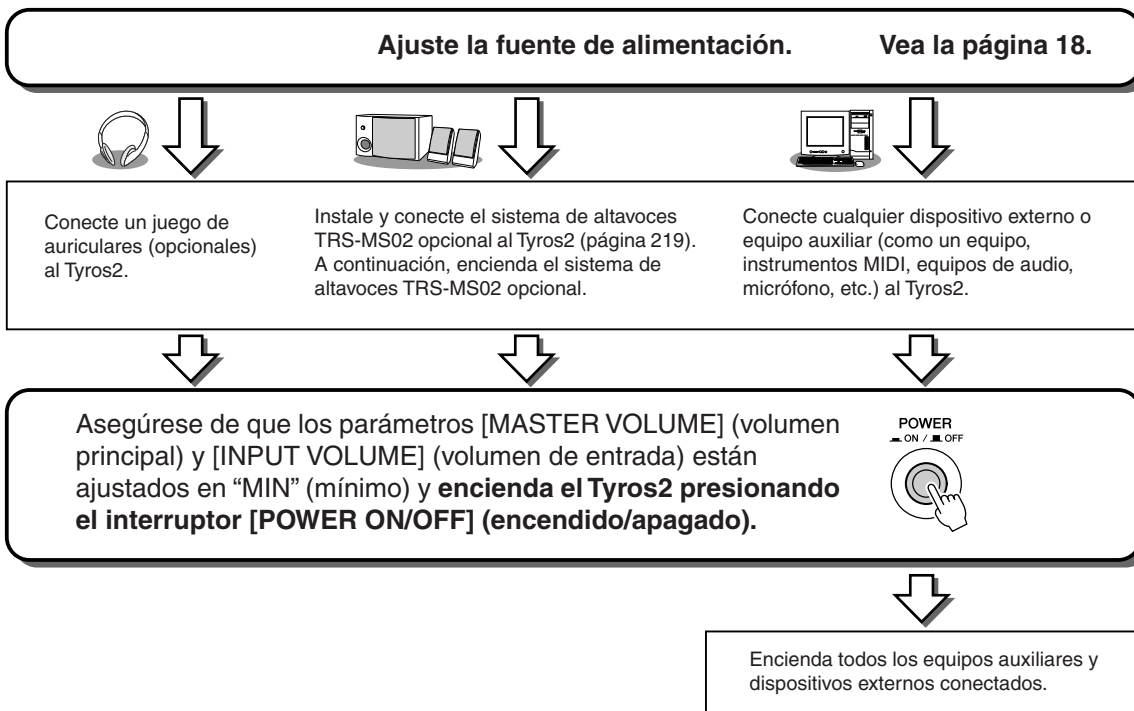 Ajuste la fuente de alimentación. Vea la página 18.
Conecte un juego de
auriculares (opcionales)
al Tyros2.
Instale y conecte el sistema de altavoces
TRS-MS02 opcional al Tyros2 (página 219).
A continuación, encienda el sistema de
altavoces TRS-MS02 opcional.
Conecte cualquier dispositivo externo o
equipo auxiliar (como un equipo,
instrumentos MIDI, equipos de audio,
micrófono, etc.) al Tyros2.
Asegúrese de que los parámetros [MASTER VOLUME] (volumen
principal) y [INPUT VOLUME] (volumen de entrada) están
ajustados en “MIN” (mínimo) y encienda el Tyros2 presionando
el interruptor [POWER ON/OFF] (encendido/apagado).
POWER
ON / OFF
Encienda todos los equipos auxiliares y
dispositivos externos conectados.